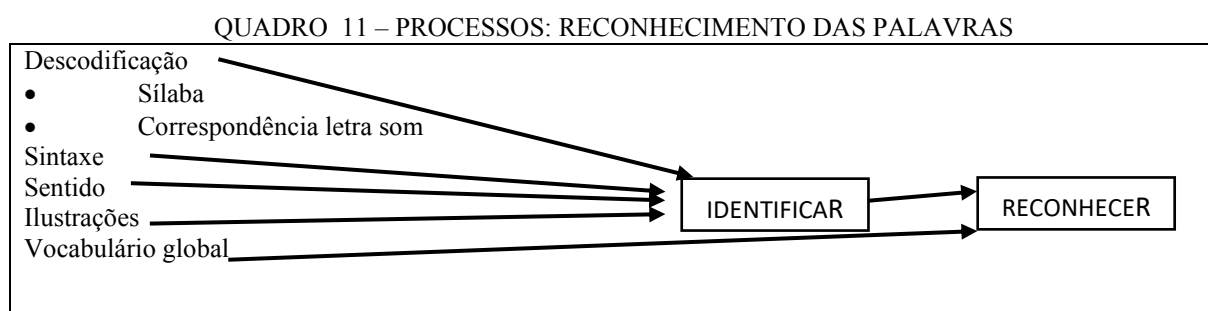 QUADRO 11 – PROCESSOS: RECONHECIMENTO DAS PALAVRAS
Descodificação
• Sílaba
• Correspondência letra som
Sintaxe
Sentido
Ilustrações
Vocabulário global
IDENTIFICAR
RECONHECER